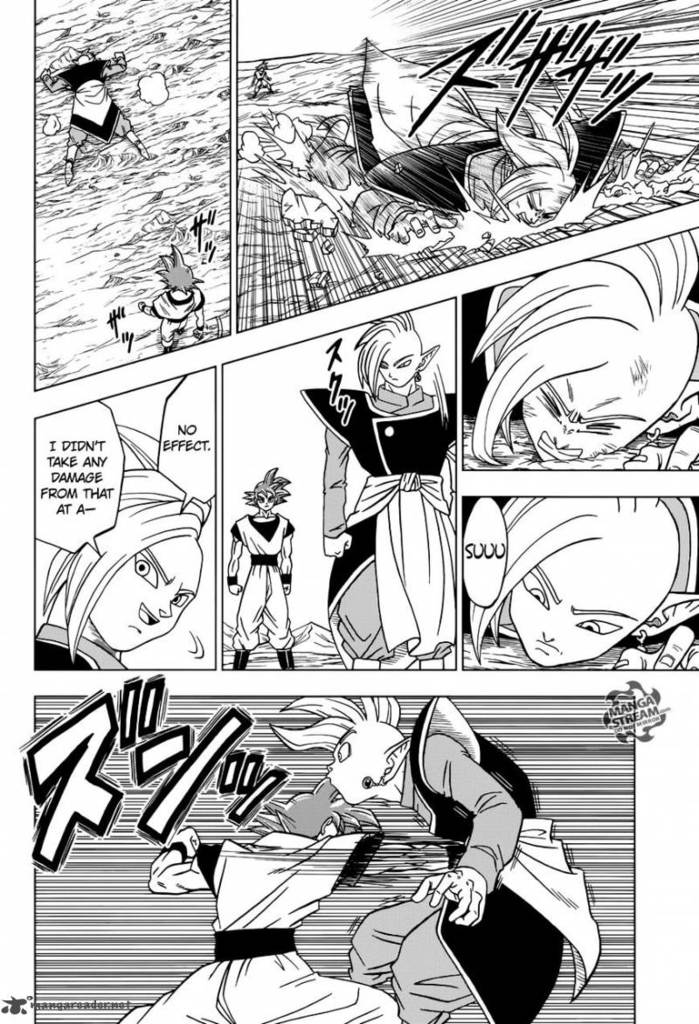 ズザザザ
ザッ
ザッ
スクッ
SUUU
NO
EFFECT.
I DIDN'T
TAKE ANY
DAMAGE
FROM THAT
AT A—
ズドンッ
MANGA
STREAM
mangareader.net